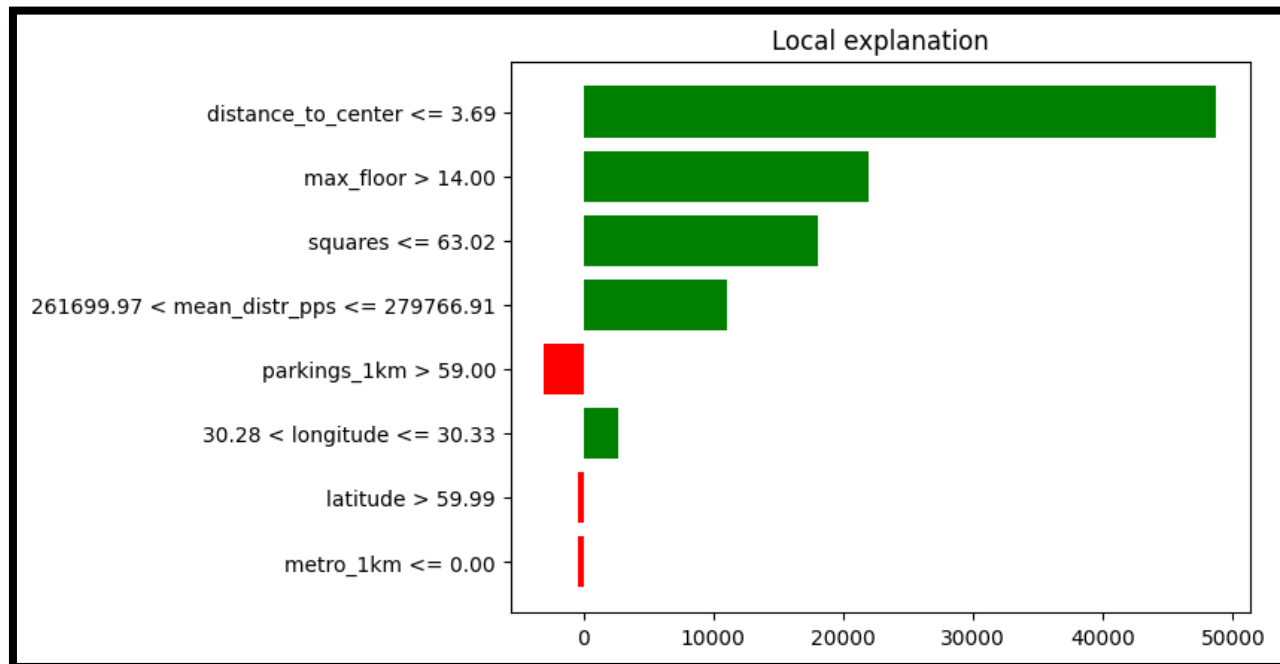 Local explanation
distance_to_center <= 3.69
max_floor > 14.00
squares <= 63.02
261699.97 < mean_distr_pps <= 279766.91
parkings_1km > 59.00
30.28 < longitude <= 30.33
latitude > 59.99
metro_1km <= 0.00
0 10000 20000 30000 40000 50000